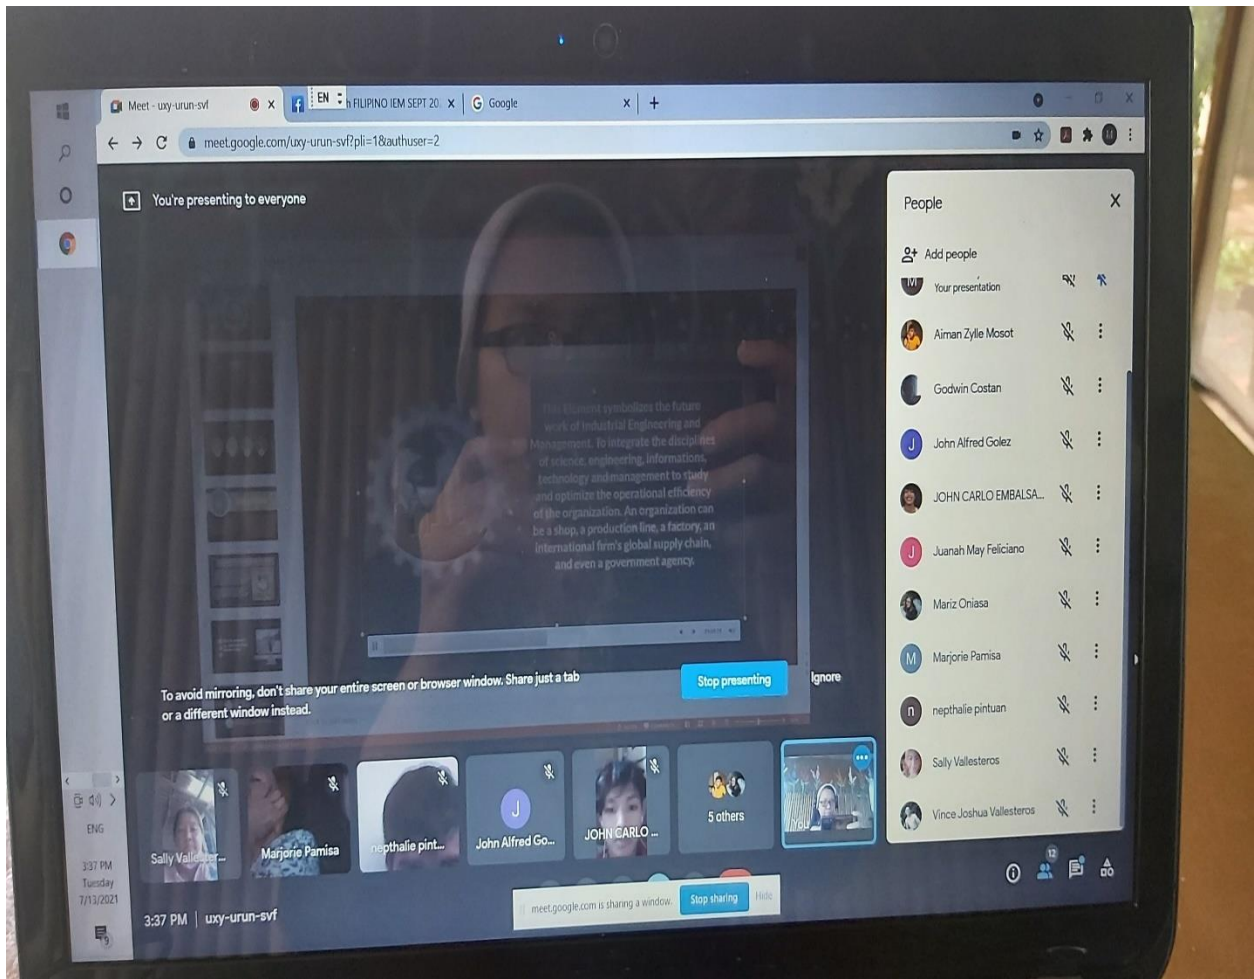 Meet - uxy-urun-svf
EN
h FILIPINO IEM SEPT 20
Google
meet.google.com/uxy-urun-svf?pli=1&authuser=2
You're presenting to everyone
This Element symbolizes the future
work of Industrial Engineering and
Management. To integrate the disciplines
of science, engineering, informations,
technology and management to study
and optimize the operational efficiency
of the organization. An organization can
be a shop, a production line, a factory, an
international firm's global supply chain,
and even a government agency.
To avoid mirroring, don't share your entire screen or browser window. Share just a tab
or a different window instead.
Stop presenting
Ignore
Sally Vallester...
Marjorie Pamisa
nepthalie pint...
J
John Alfred Go...
JOHN CARLO ...
5 others
You
People
Add people
M
Your presentation
Aiman Zylle Mosot
Godwin Costan
J
John Alfred Golez
JOHN CARLO EMBALSA...
J
Juanah May Feliciano
Mariz Oniasa
M
Marjorie Pamisa
n
nepthalie pintuan
Sally Vallesteros
Vince Joshua Vallesteros
12
meet.google.com is sharing a window.
Stop sharing
Hide
3:37 PM | uxy-urun-svf
ENG
3:37 PM
Tuesday
7/13/2021
9